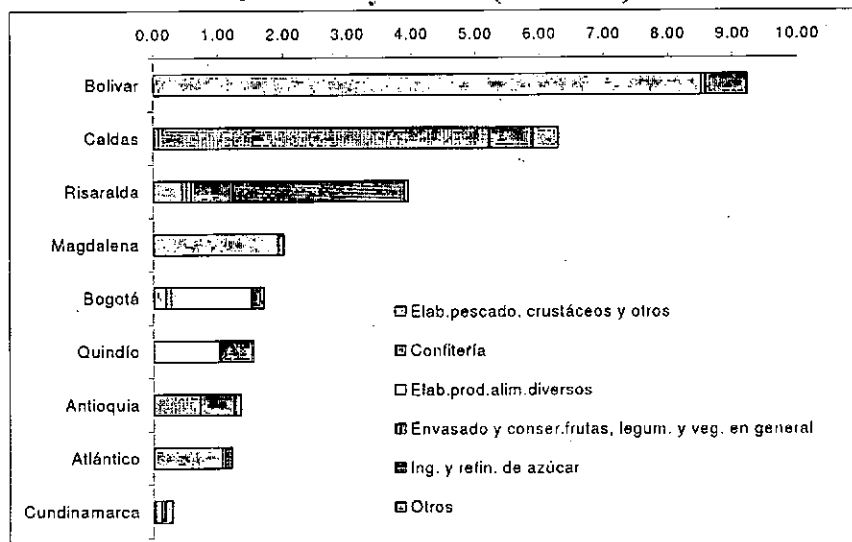 0.00 1.00 2.00 3.00 4.00 5.00 6.00 7.00 8.00 9.00 10.00
Bolivar
Caldas
Risaralda
Magdalena
Bogotá
Quindío
Antioquia
Atlántico
Cundinamarca
Elab.pescado, crustáceos y otros
Confitería
Elab.prod.alim.diversos
Envasado y conser.frutas, legum. y veg. en general
Ing. y refin. de azúcar
Otros